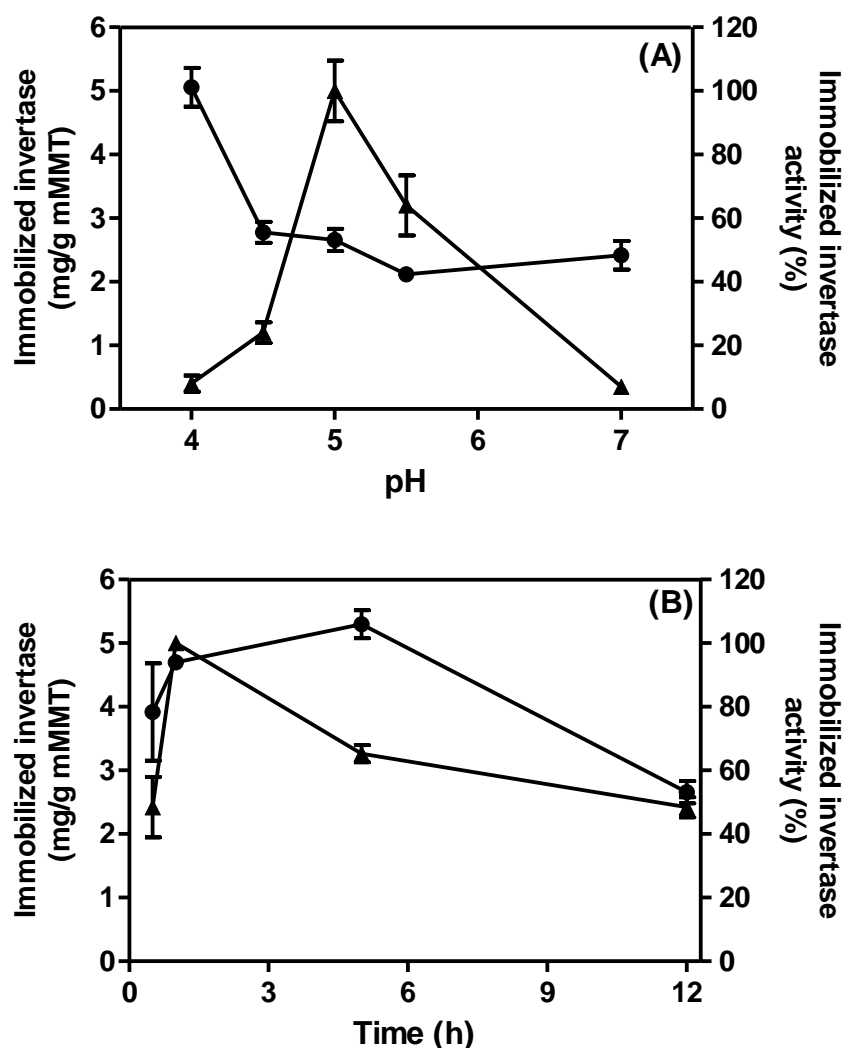 (A)
Immobilized invertase
(mg/g mMMT)
6
5
4
3
2
1
0
120
100
80
60
40
20
0
Immobilized invertase
activity (%)
4 5 6 7
pH
(B)
Immobilized invertase
(mg/g mMMT)
6
5
4
3
2
1
0
120
100
80
60
40
20
0
Immobilized invertase
activity (%)
0 3 6 9 12
Time (h)